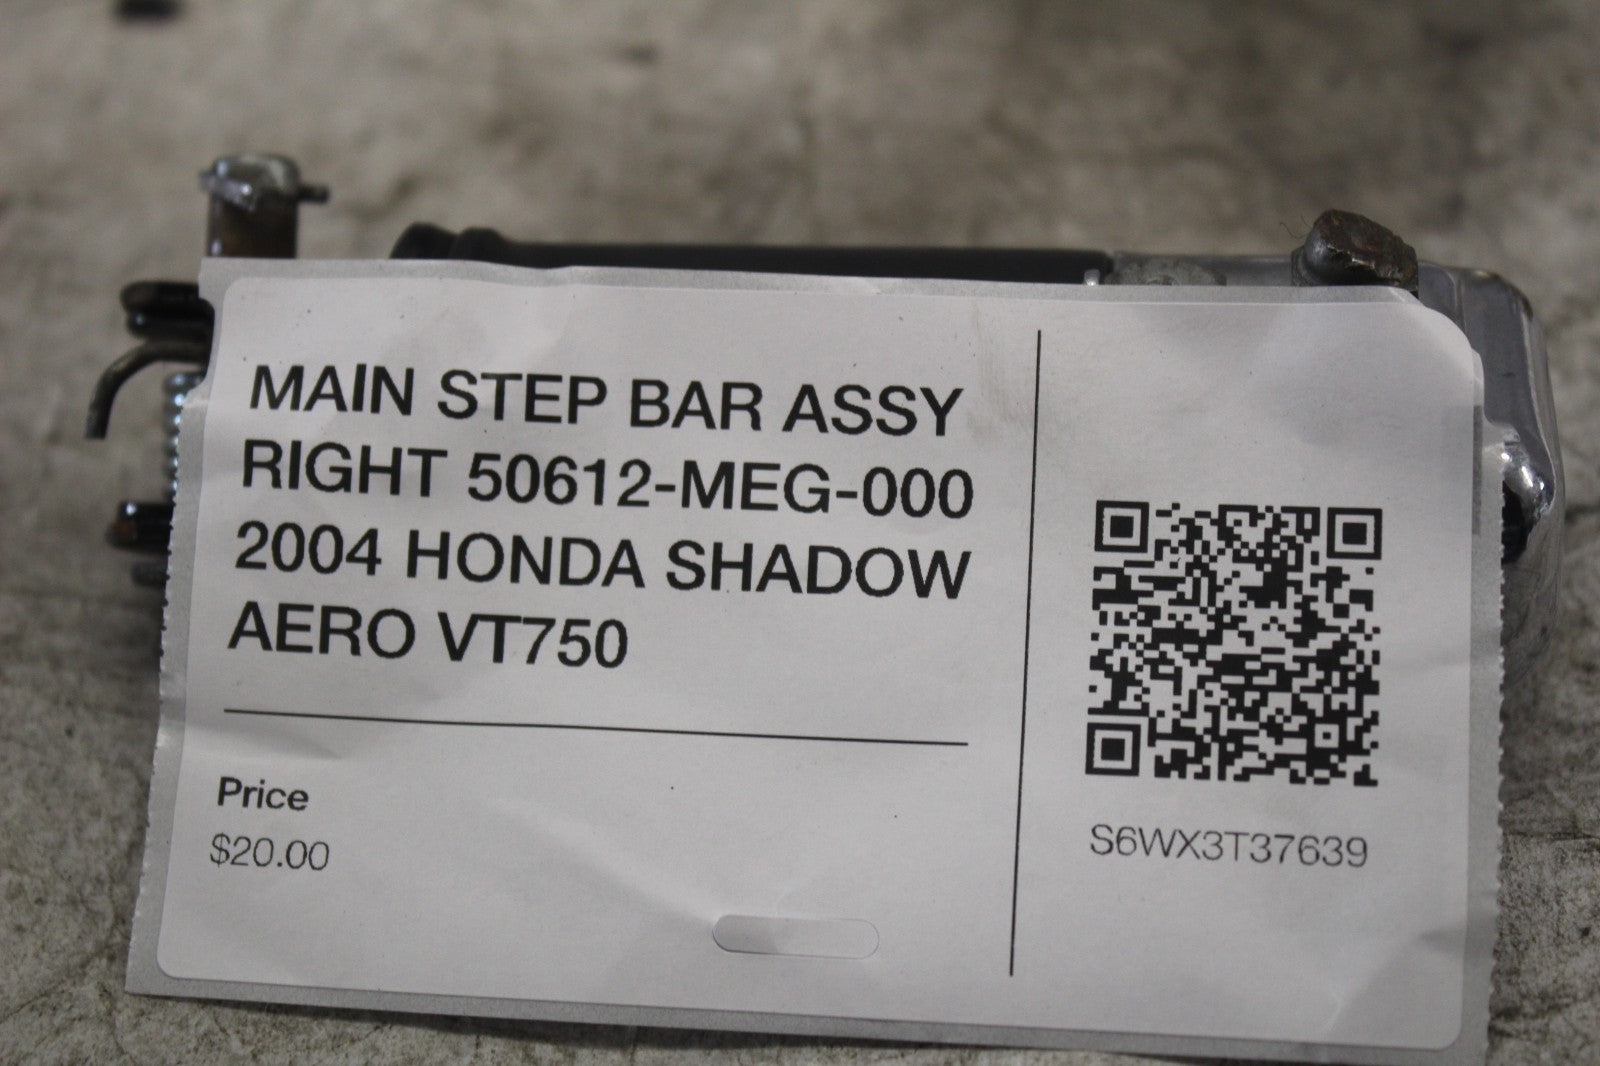 MAIN STEP BAR ASSY
RIGHT 50612-MEG-000
2004 HONDA SHADOW
AERO VT750
Price
$20.00
S6WX3T37639